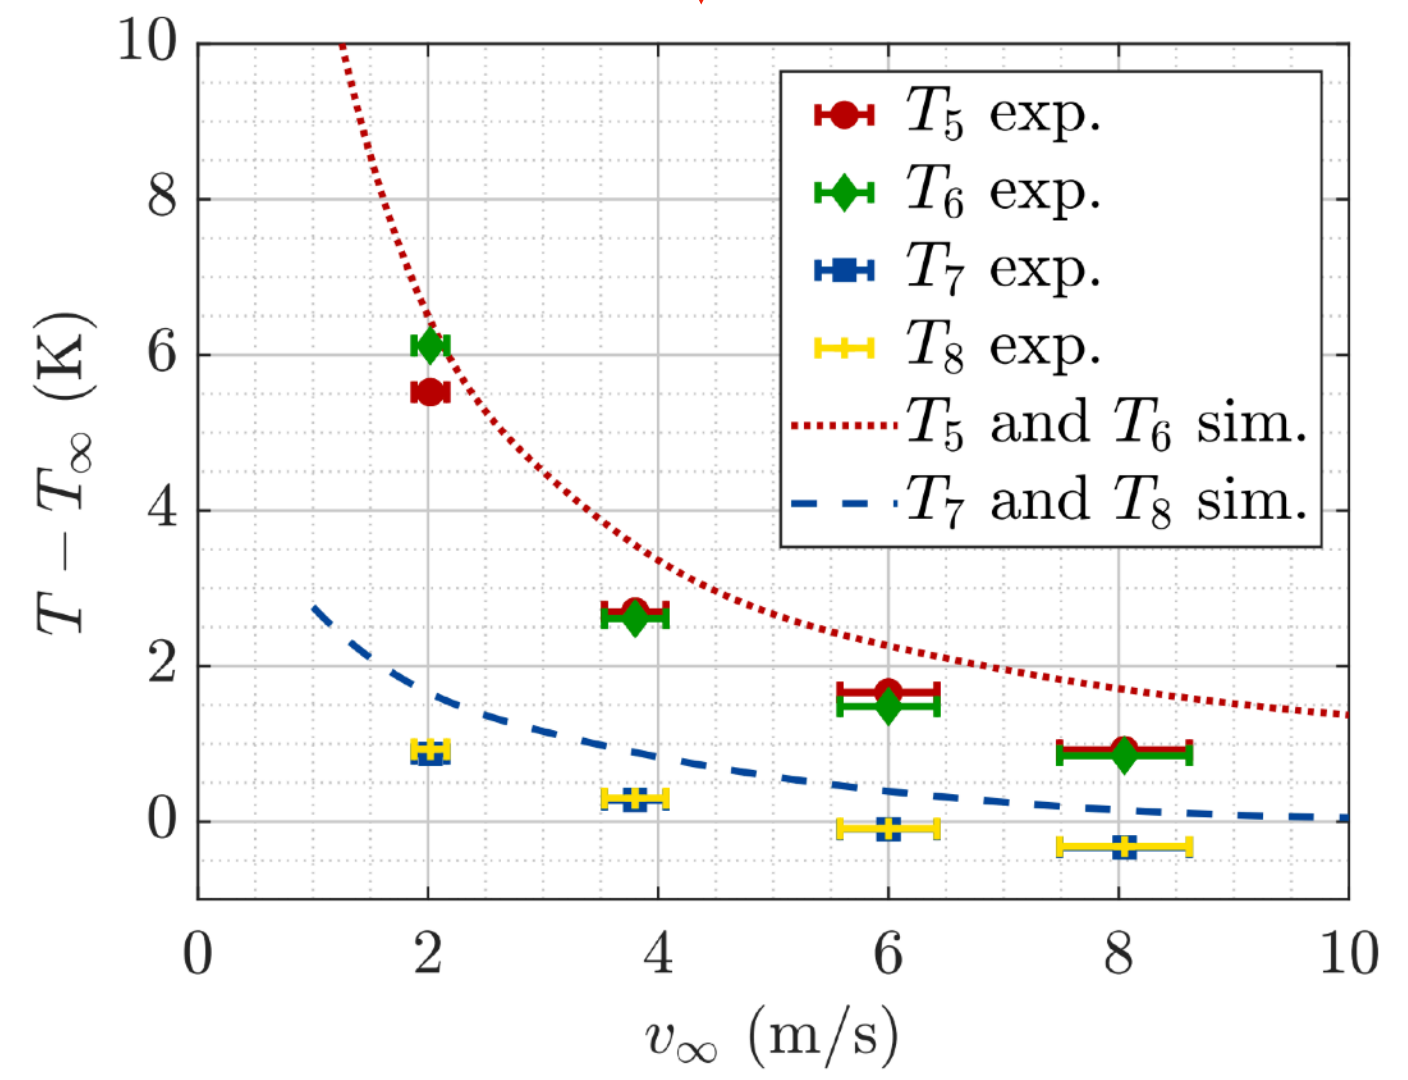 10
8
6
4
2
0
T − T∞ (K)
T5 exp.
T6 exp.
T7 exp.
T8 exp.
T5 and T6 sim.
T7 and T8 sim.
0 2 4 6 8 10
v∞ (m/s)